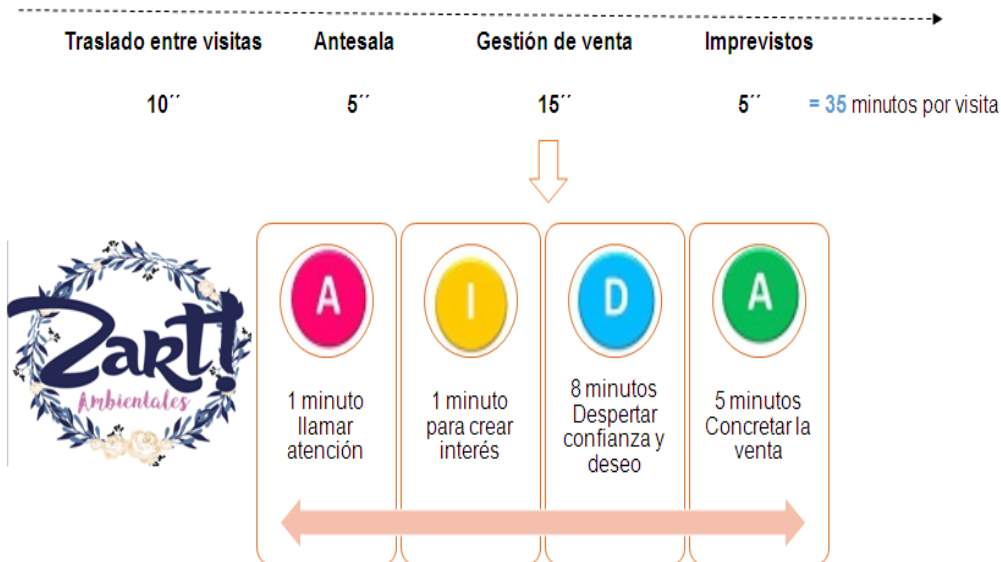 Traslado entre visitas Antesala Gestión de venta Imprevistos
10´´ 5´´ 15´´ 5´´ = 35 minutos por visita
Zart!
Ambientales
A I D A
1 minuto
llamar
atención
1 minuto
para crear
interés
8 minutos
Despertar
confianza y
deseo
5 minutos
Concretar la
venta